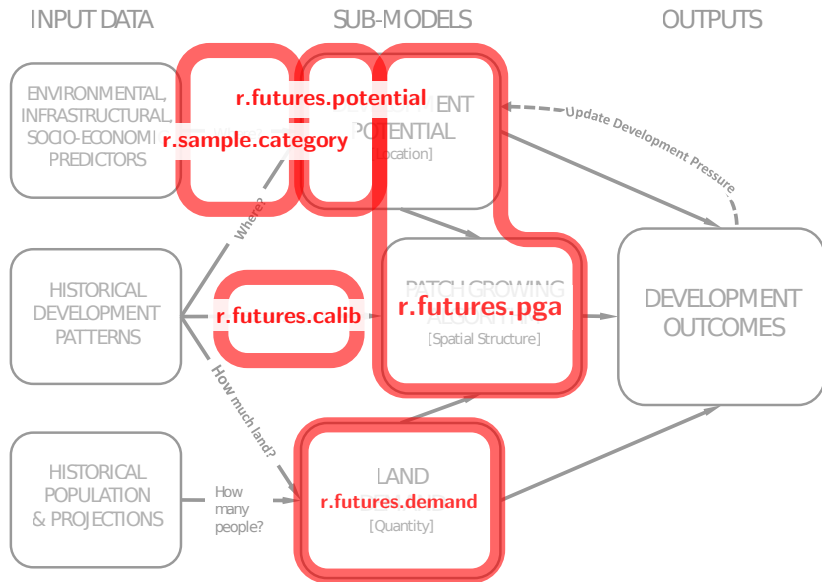 INPUT DATA
SUB-MODELS
OUTPUTS
ENVIRONMENTAL,
INFRASTRUCTURAL,
SOCIO-ECONOMI
PREDICTORS
r.sample.category
r.futures.potential
ENT
POTENTIAL
[Location]
Update Development Pressure
Where?
HISTORICAL
DEVELOPMENT
PATTERNS
r.futures.calib
PATCH GROWING
r.futures.pga
[Spatial Structure]
DEVELOPMENT
OUTCOMES
How much land?
HISTORICAL
POPULATION
& PROJECTIONS
How
many
people?
LAND
r.futures.demand
[Quantity]